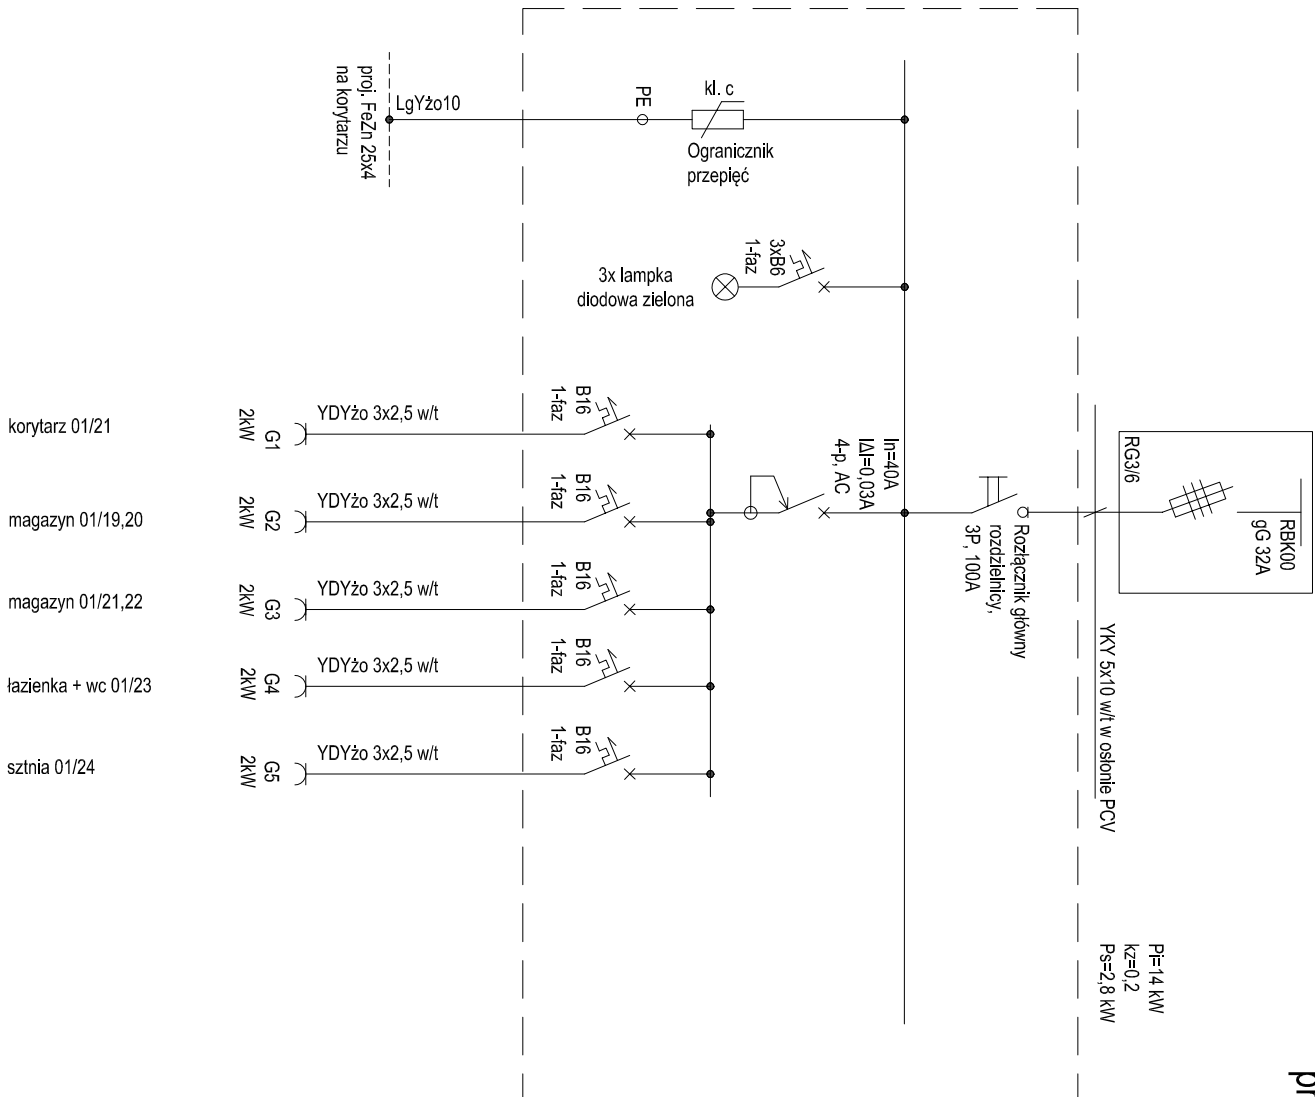 proj. FeZn 25x4
na korytarzu
LgYżo10
PE
kl. c
Ogranicznik
przepięć
3xB6
1-faz
3x lampka
diodowa zielona
korytarz 01/21
G1
2kW
YDYżo 3x2,5 w/t
B16
1-faz
magazyn 01/19,20
G2
2kW
YDYżo 3x2,5 w/t
B16
1-faz
magazyn 01/21,22
G3
2kW
YDYżo 3x2,5 w/t
B16
1-faz
łazienka + wc 01/23
G4
2kW
YDYżo 3x2,5 w/t
B16
1-faz
sztnia 01/24
G5
2kW
YDYżo 3x2,5 w/t
B16
1-faz
In=40A
IΔI=0,03A
4-p, AC
Rozłącznik główny
rozdzielnicy,
3P, 100A
RG3/6
RBK00
gG 32A
YKY 5x10 w/t w osłonie PCV
Pi=14 kW
kz=0,2
Ps=2,8 kW
pr